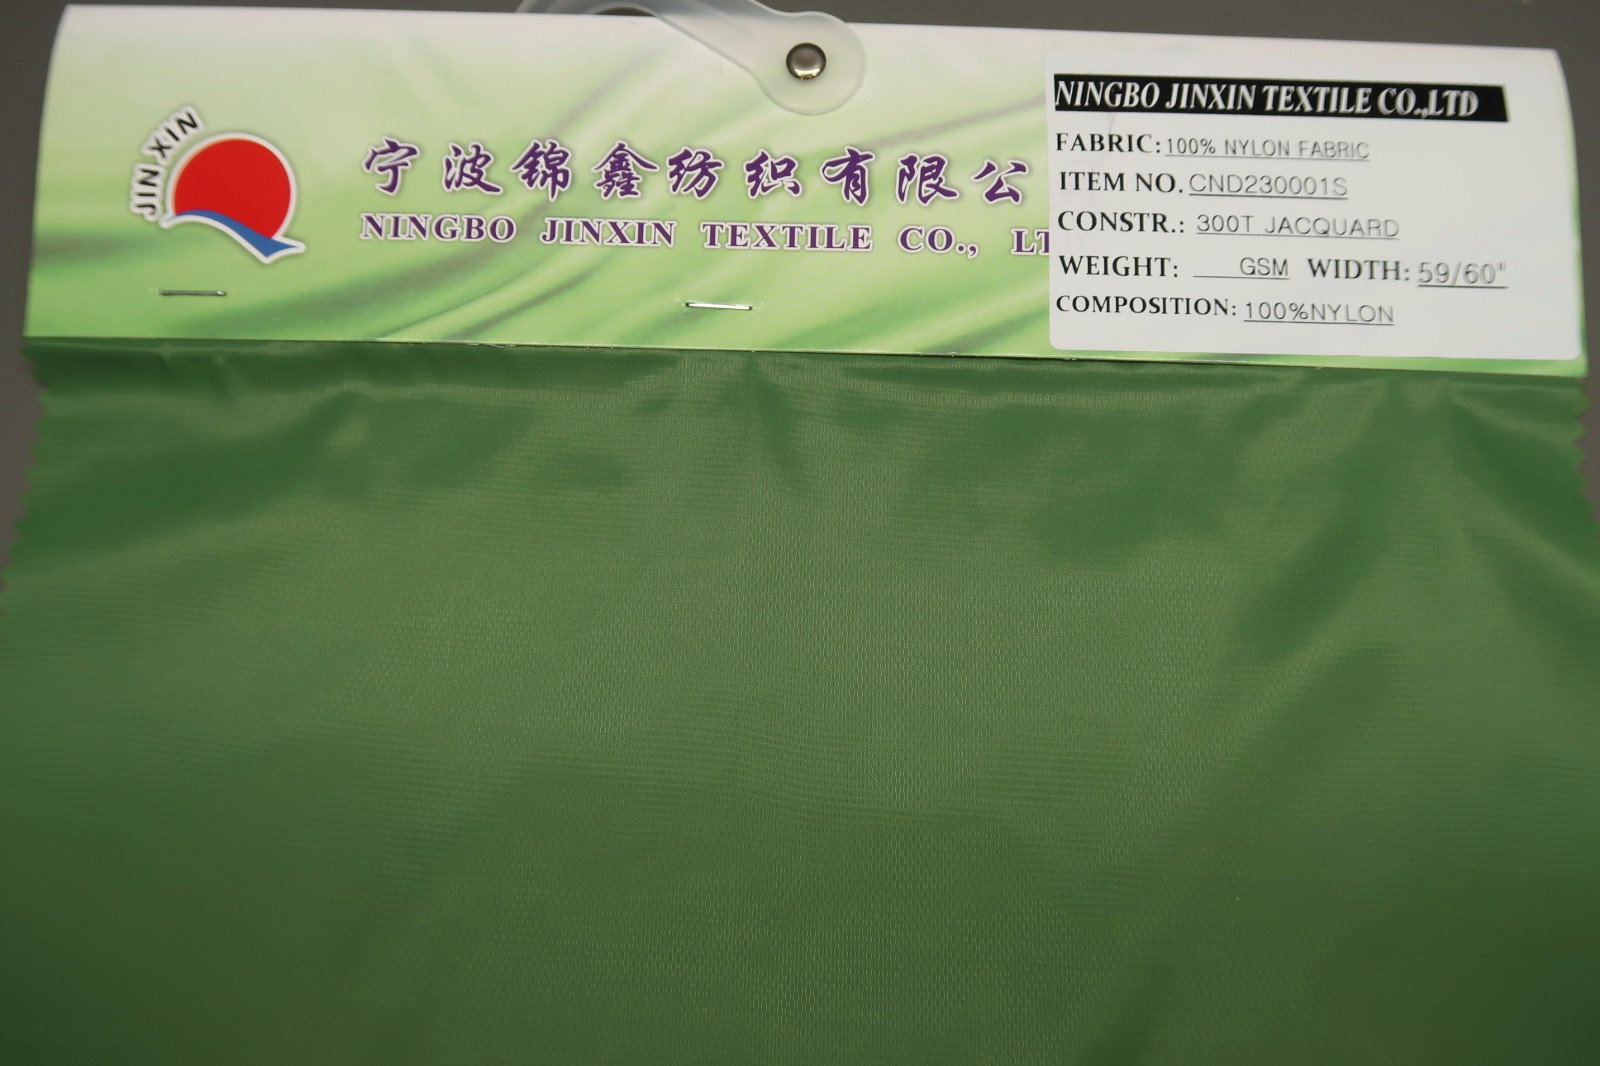 JIN XIN
宁波锦鑫纺织有限公
NINGBO JINXIN TEXTILE CO., LT
NINGBO JINXIN TEXTILE CO.,LTD
FABRIC: 100% NYLON FABRIC
ITEM NO. CND230001S
CONSTR.: 300T JACQUARD
WEIGHT: ___GSM WIDTH: 59/60"
COMPOSITION: 100%NYLON